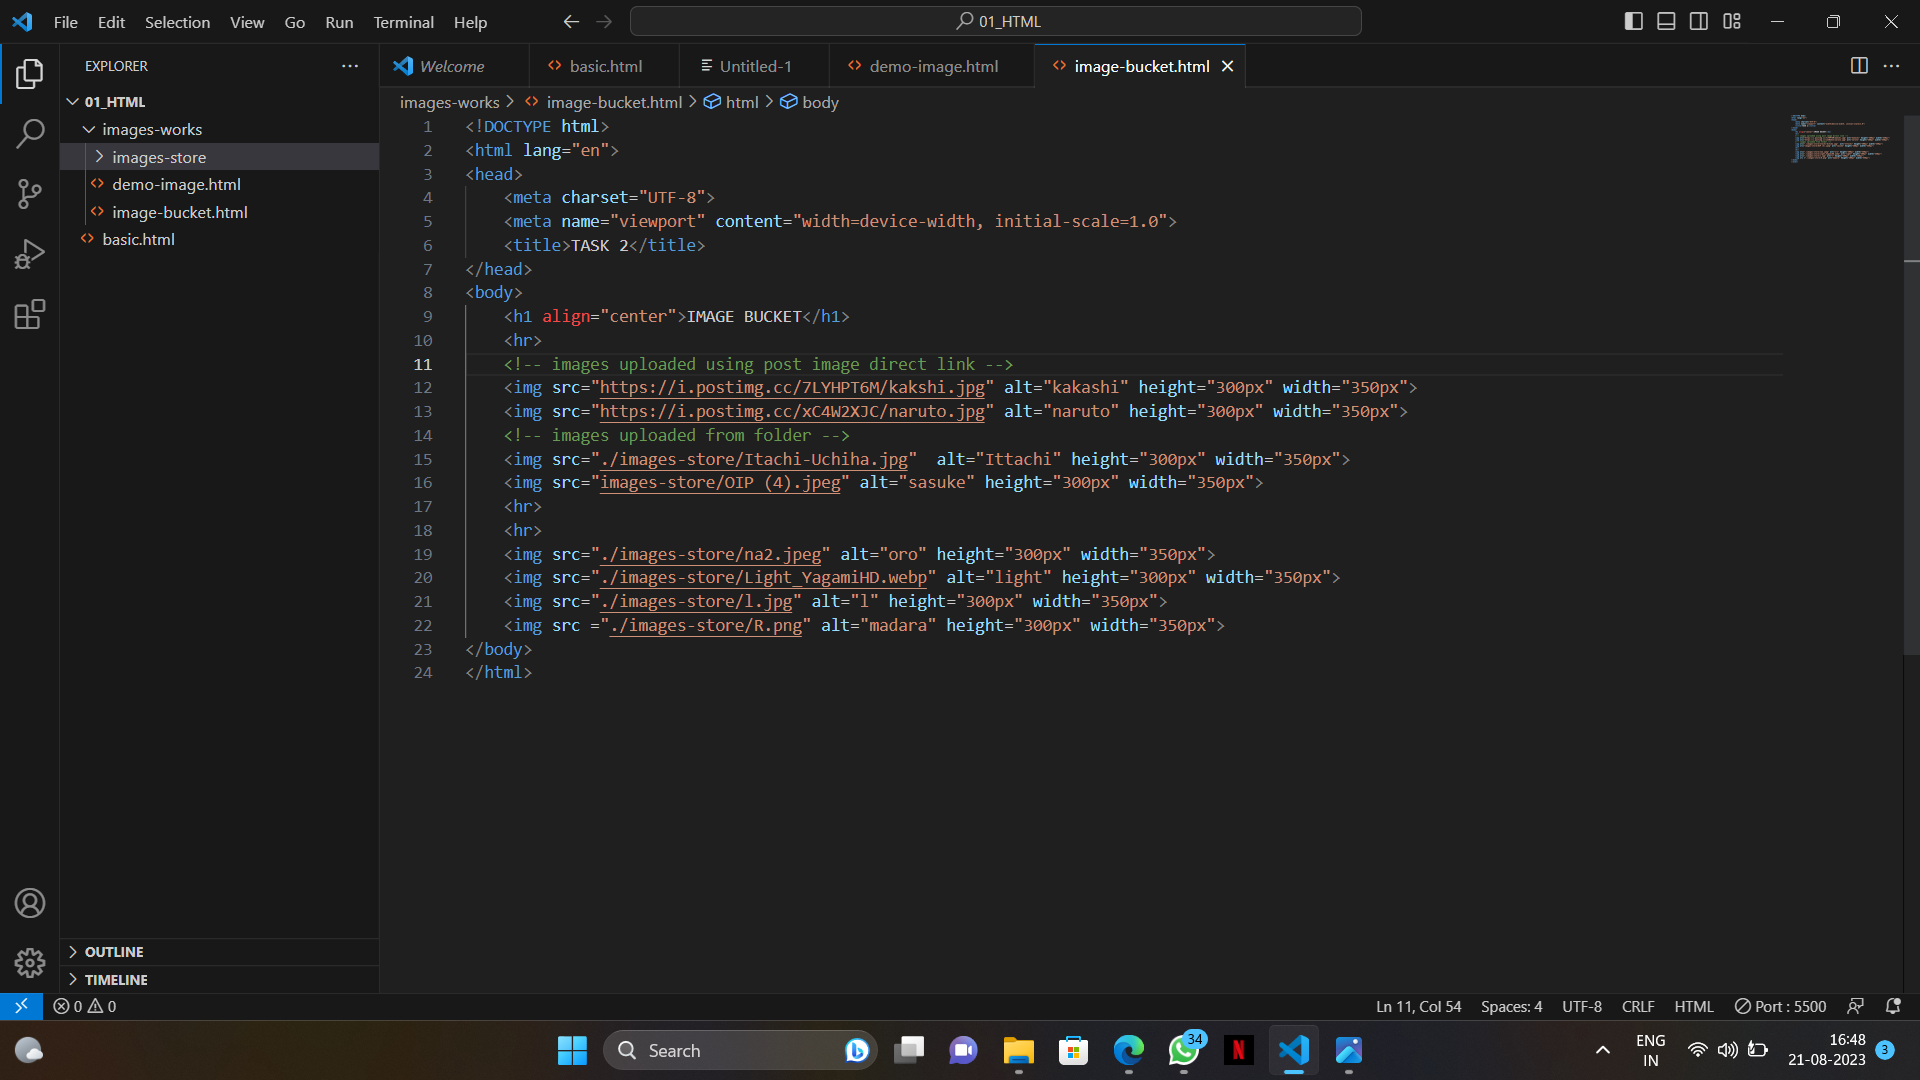 File Edit Selection View Go Run Terminal Help
01_HTML
EXPLORER
Welcome
basic.html
Untitled-1
demo-image.html
image-bucket.html
01_HTML
images-works
images-store
demo-image.html
image-bucket.html
basic.html
OUTLINE
TIMELINE
images-works > image-bucket.html > html > body
1 <!DOCTYPE html>
2 <html lang="en">
3 <head>
4 <meta charset="UTF-8">
5 <meta name="viewport" content="width=device-width, initial-scale=1.0">
6 <title>TASK 2</title>
7 </head>
8 <body>
9 <h1 align="center">IMAGE BUCKET</h1>
10 <hr>
11 <!-- images uploaded using post image direct link -->
12 <img src="https://i.postimg.cc/7LYHPT6M/kakshi.jpg" alt="kakashi" height="300px" width="350px">
13 <img src="https://i.postimg.cc/xC4W2XJC/naruto.jpg" alt="naruto" height="300px" width="350px">
14 <!-- images uploaded from folder -->
15 <img src="./images-store/Itachi-Uchiha.jpg"  alt="Ittachi" height="300px" width="350px">
16 <img src="images-store/OIP (4).jpeg" alt="sasuke" height="300px" width="350px">
17 <hr>
18 <hr>
19 <img src="./images-store/na2.jpeg" alt="oro" height="300px" width="350px">
20 <img src="./images-store/Light_YagamiHD.webp" alt="light" height="300px" width="350px">
21 <img src="./images-store/l.jpg" alt="l" height="300px" width="350px">
22 <img src ="./images-store/R.png" alt="madara" height="300px" width="350px">
23 </body>
24 </html>
0 0
Ln 11, Col 54 Spaces: 4 UTF-8 CRLF HTML Port : 5500
Search
34
N
ENG
IN
16:48
21-08-2023
3